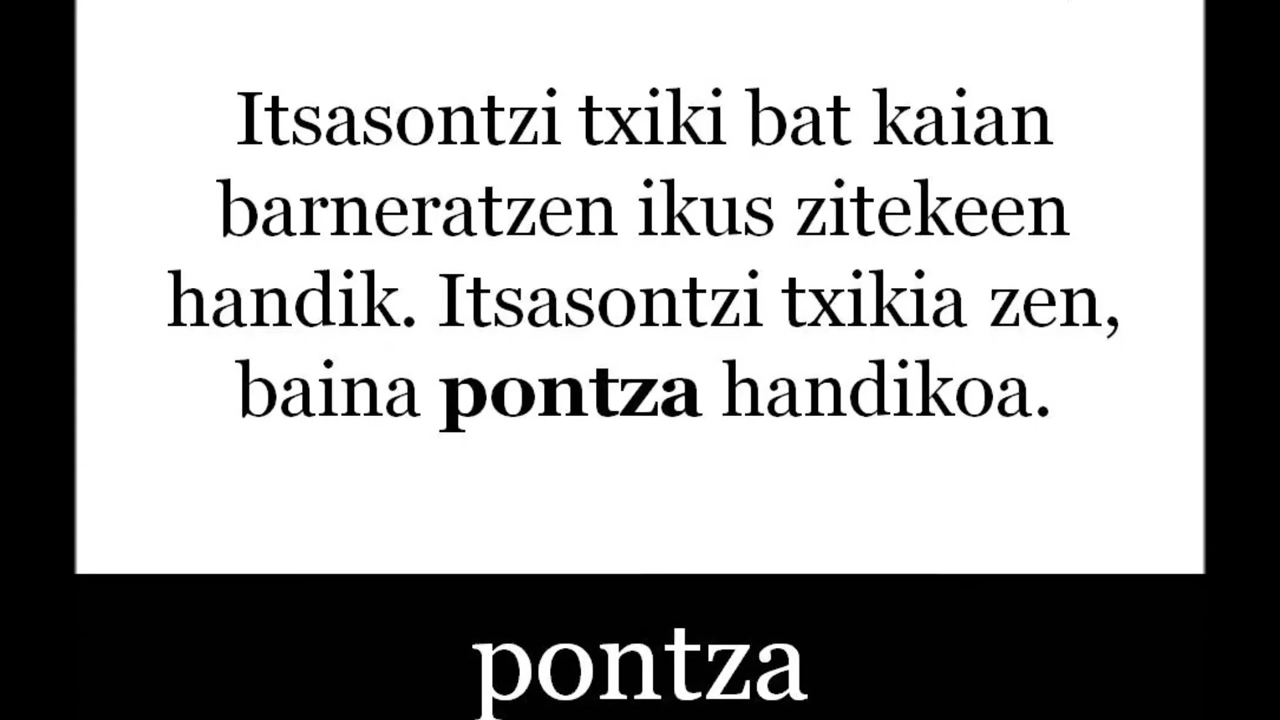 Itsasontzi txiki bat kaian
barneratzen ikus zitekeen
handik. Itsasontzi txikia zen,
baina pontza handikoa.
pontza